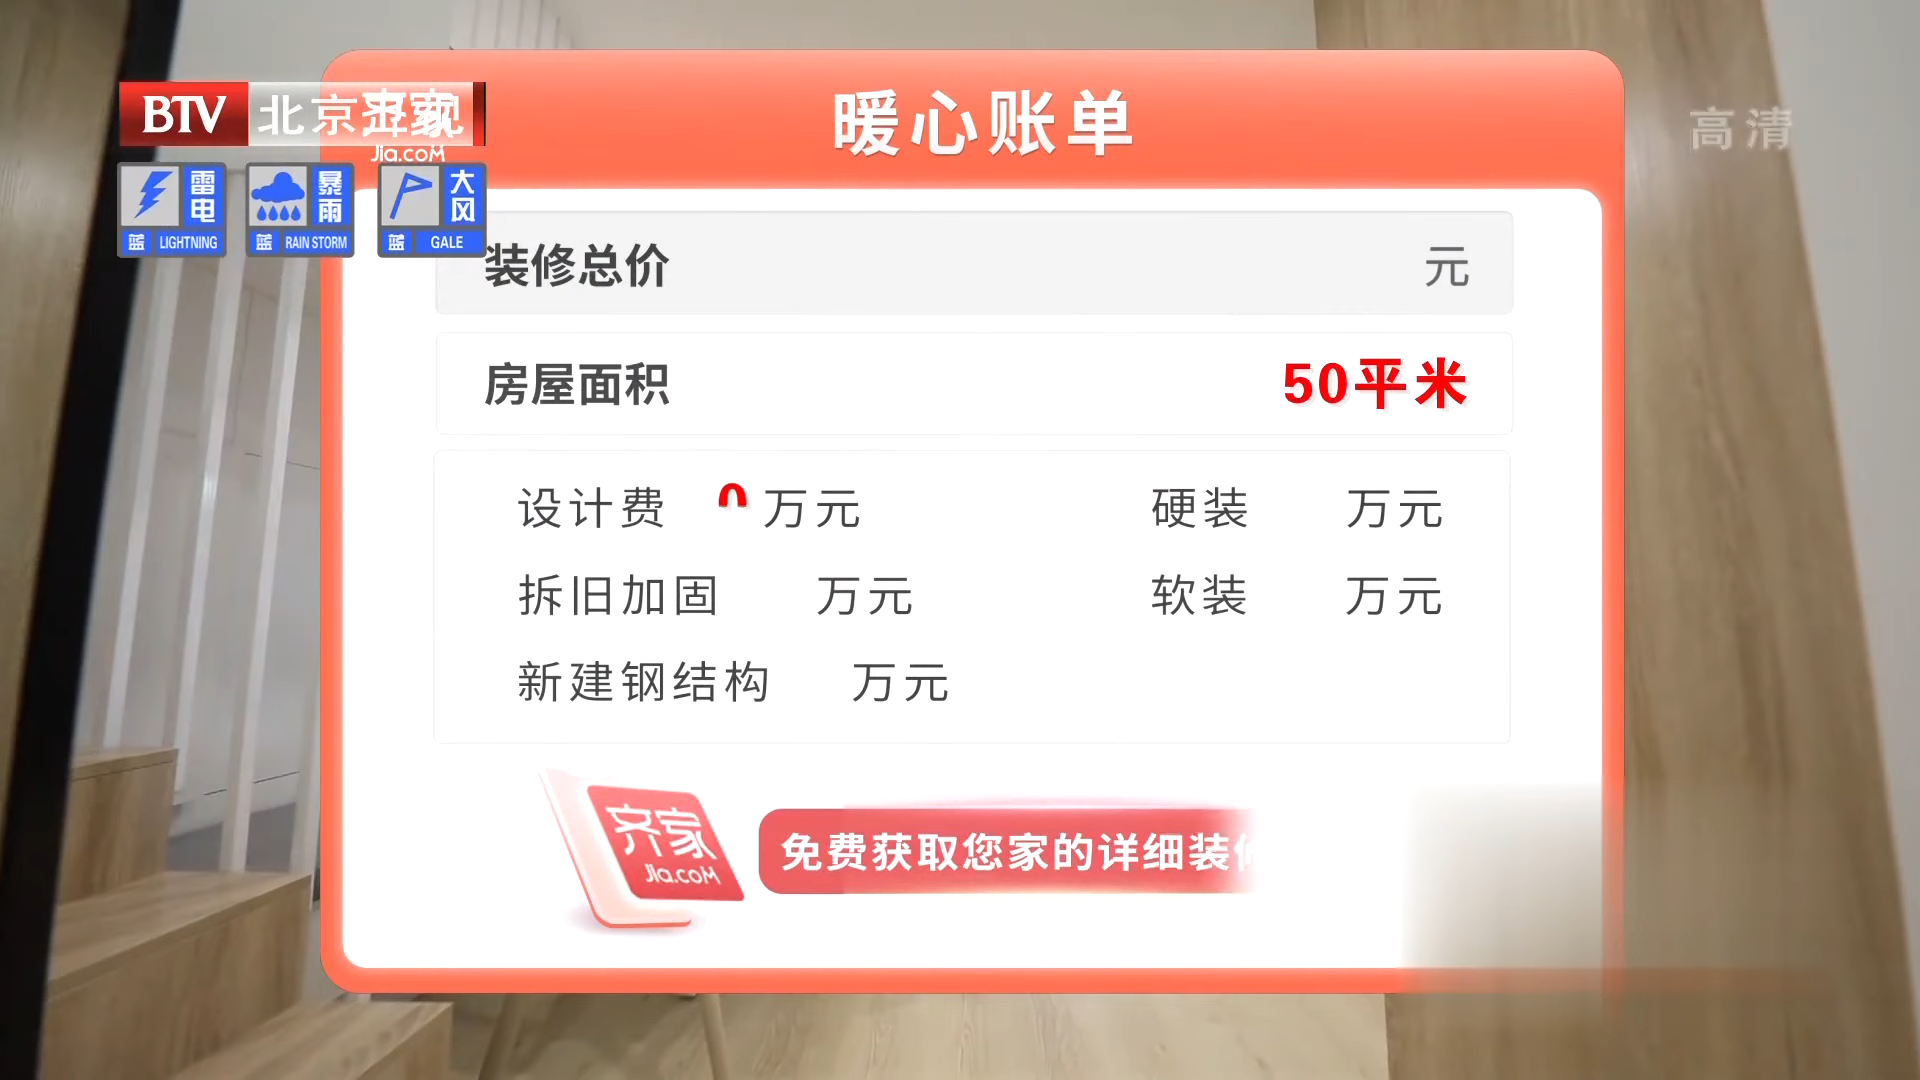 暖心账单
BTV 北京卫视
齐家
Jia.com
高清
雷电
蓝 LIGHTNING
暴雨
蓝 RAIN STORM
大风
蓝 GALE
装修总价 元
房屋面积 50平米
设计费 万元 硬装 万元
拆旧加固 万元 软装 万元
新建钢结构 万元
齐家
Jia.com
免费获取您家的详细装